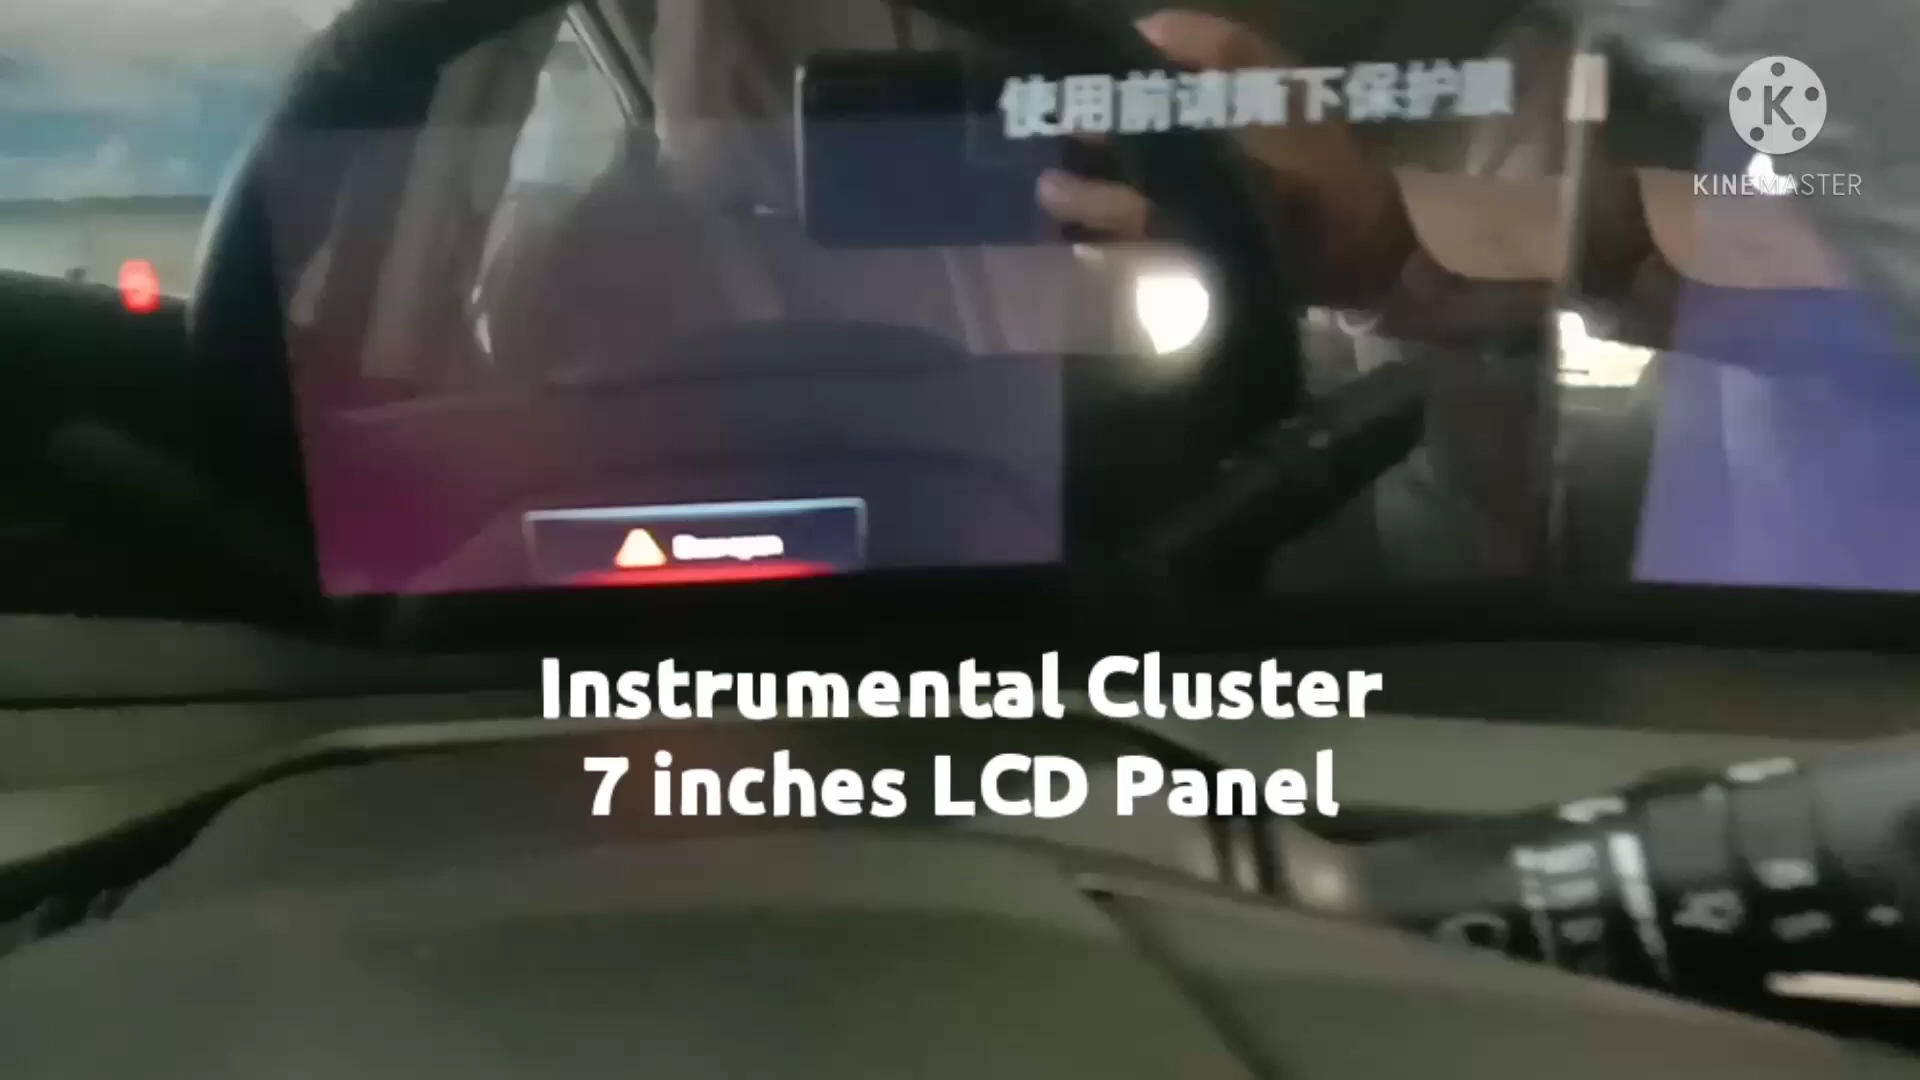 使用前请撕下保护膜
KINEMASTER
Instrumental Cluster
7 inches LCD Panel